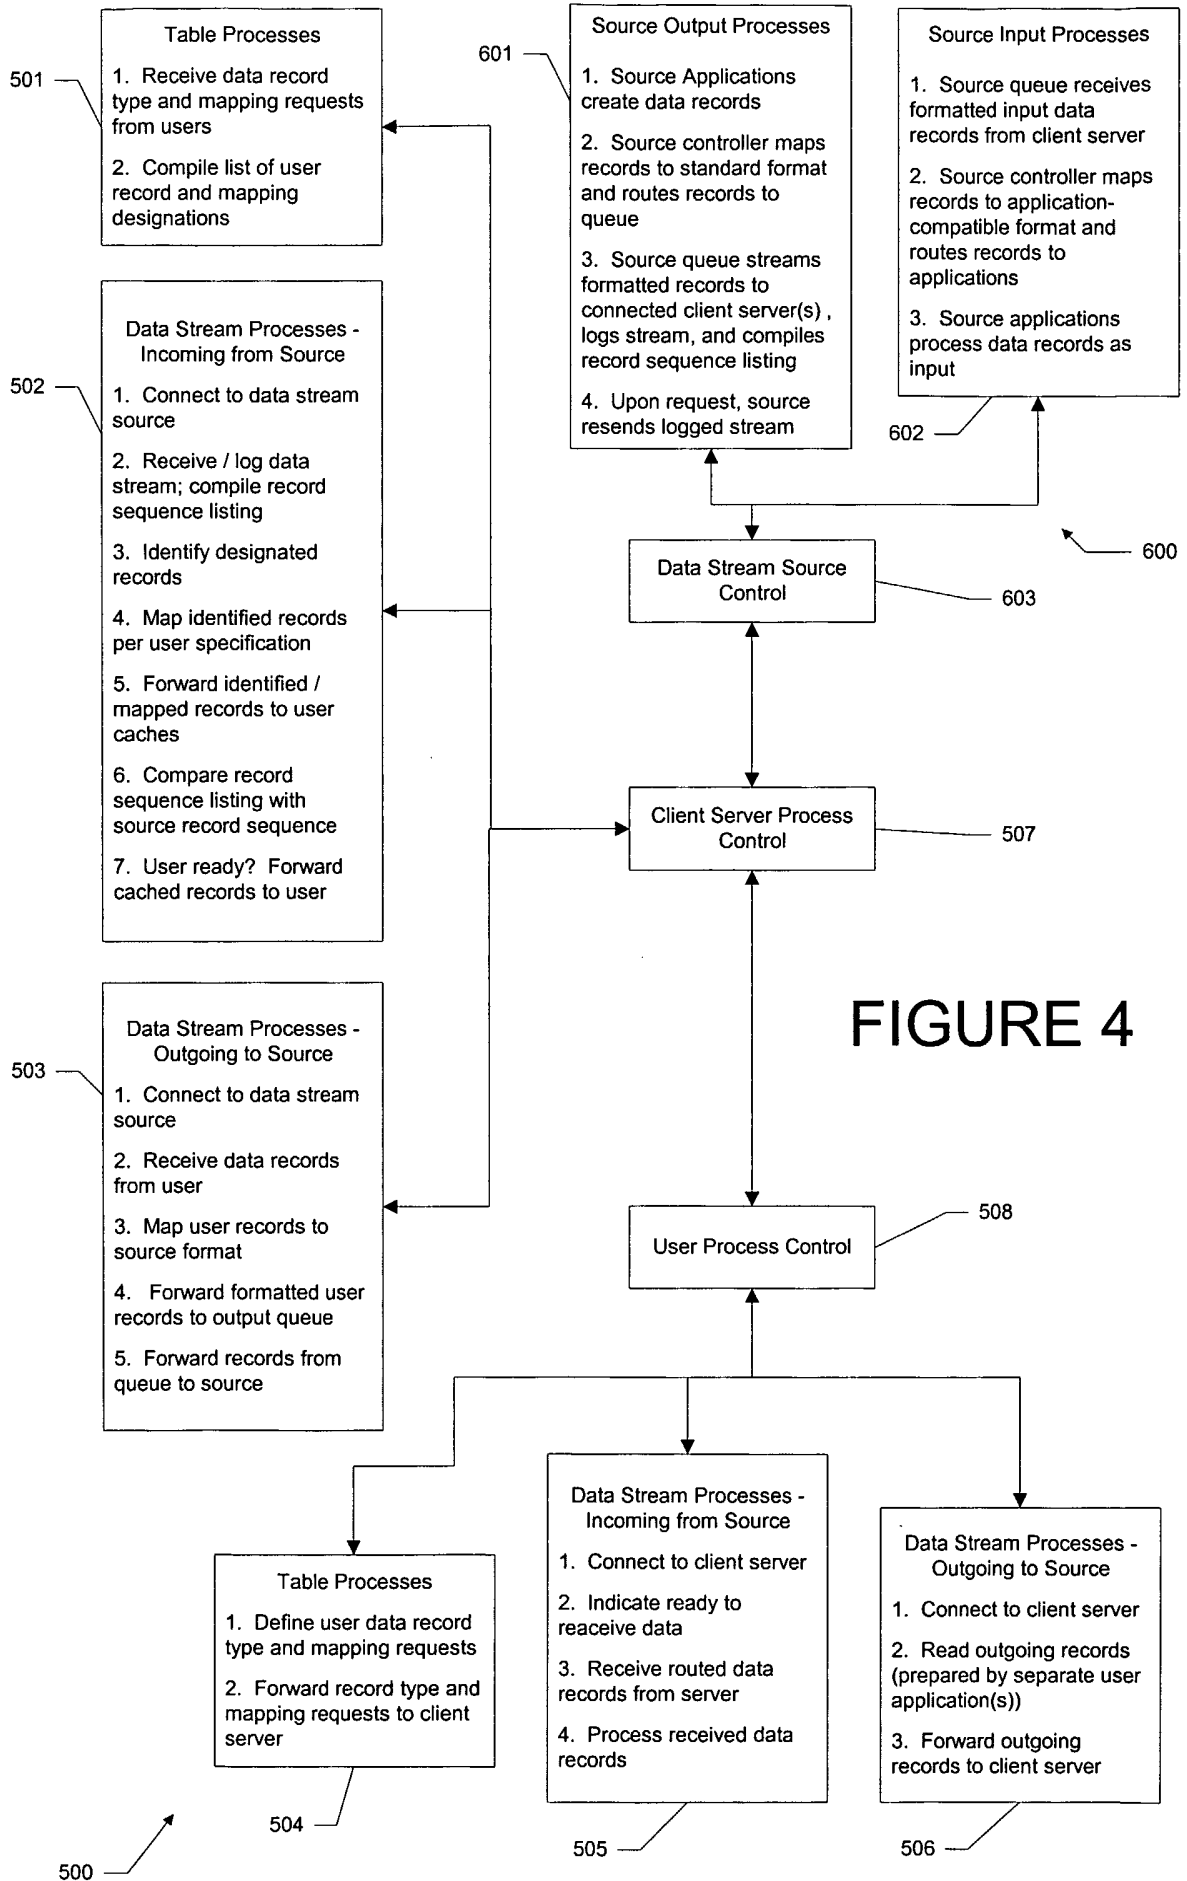 Table Processes
1. Receive data record
type and mapping requests
from users
2. Compile list of user
record and mapping
designations
501
Source Output Processes
1. Source Applications
create data records
2. Source controller maps
records to standard format
and routes records to
queue
3. Source queue streams
formatted records to
connected client server(s) ,
logs stream, and compiles
record sequence listing
4. Upon request, source
resends logged stream
601
Source Input Processes
1. Source queue receives
formatted input data
records from client server
2. Source controller maps
records to application-
compatible format and
routes records to
applications
3. Source applications
process data records as
input
602
600
Data Stream Processes -
Incoming from Source
1. Connect to data stream
source
2. Receive / log data
stream; compile record
sequence listing
3. Identify designated
records
4. Map identified records
per user specification
5. Forward identified /
mapped records to user
caches
6. Compare record
sequence listing with
source record sequence
7. User ready? Forward
cached records to user
502
Data Stream Source
Control
603
Client Server Process
Control
507
FIGURE 4
Data Stream Processes -
Outgoing to Source
1. Connect to data stream
source
2. Receive data records
from user
3. Map user records to
source format
4. Forward formatted user
records to output queue
5. Forward records from
queue to source
503
User Process Control
508
Table Processes
1. Define user data record
type and mapping requests
2. Forward record type and
mapping requests to client
server
504
Data Stream Processes -
Incoming from Source
1. Connect to client server
2. Indicate ready to
reaceive data
3. Receive routed data
records from server
4. Process received data
records
505
Data Stream Processes -
Outgoing to Source
1. Connect to client server
2. Read outgoing records
(prepared by separate user
application(s))
3. Forward outgoing
records to client server
506
500